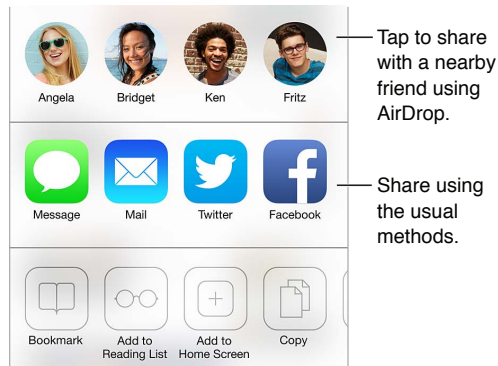 Angela Bridget Ken Fritz
Tap to share
with a nearby
friend using
AirDrop.
Message Mail Twitter Facebook
Share using
the usual
methods.
Bookmark Add to Reading List Add to Home Screen Copy